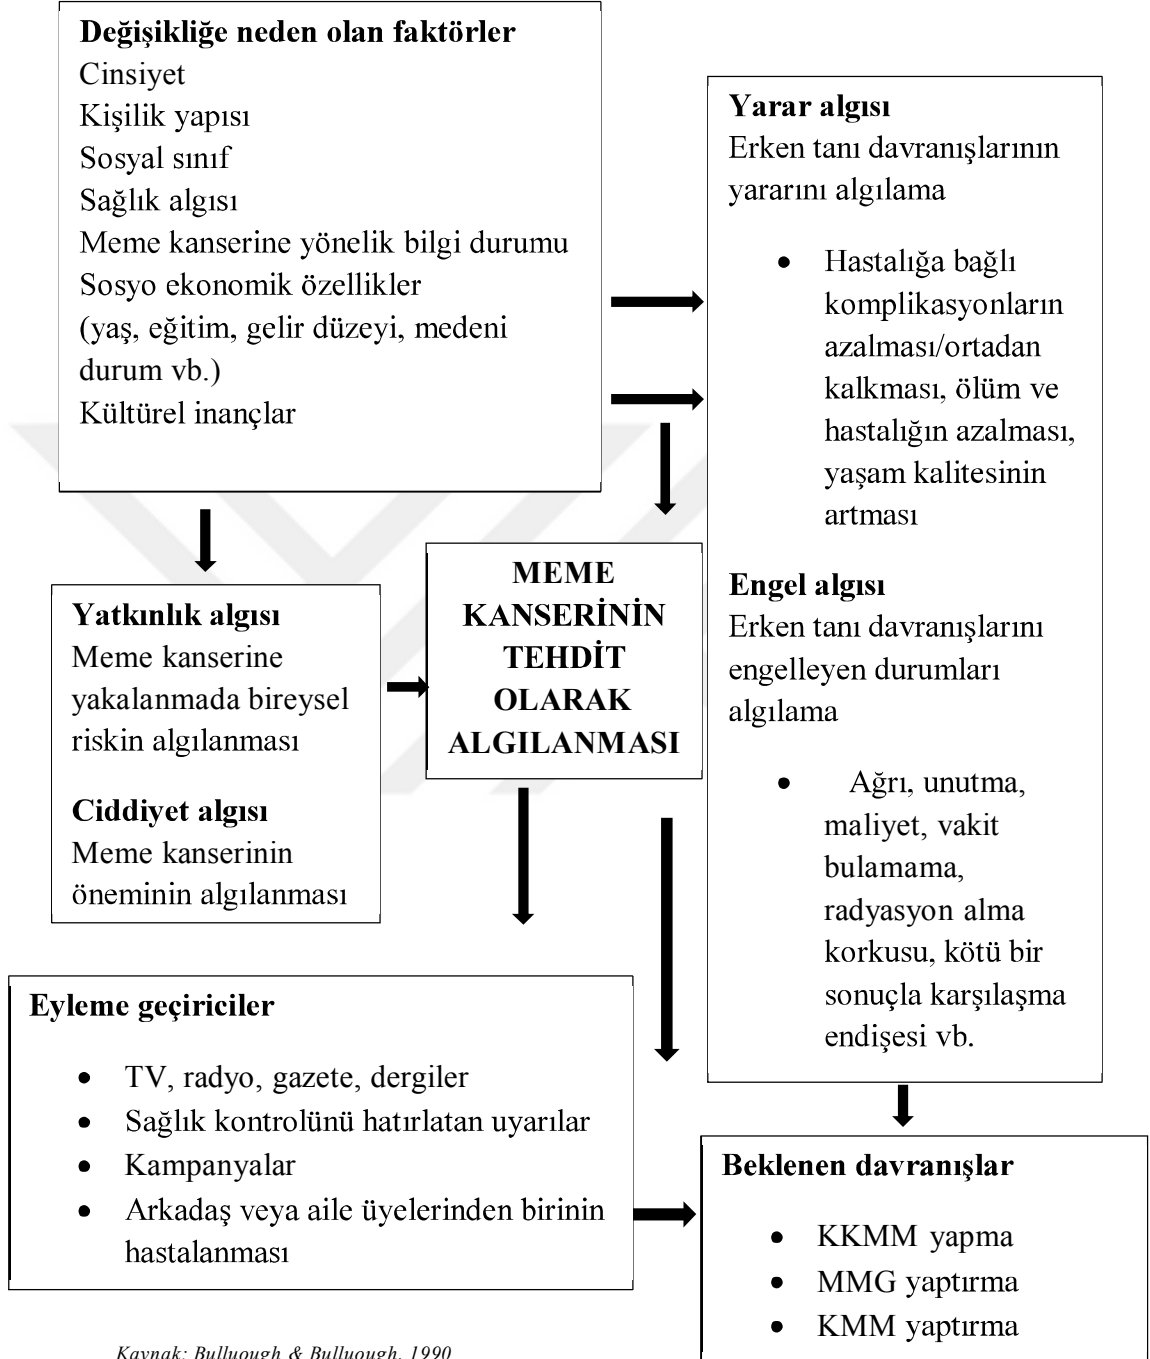 Değişikliğe neden olan faktörler
Cinsiyet
Kişilik yapısı
Sosyal sınıf
Sağlık algısı
Meme kanserine yönelik bilgi durumu
Sosyo ekonomik özellikler
(yaş, eğitim, gelir düzeyi, medeni
durum vb.)
Kültürel inançlar
Yarar algısı
Erken tanı davranışlarının
yararını algılama
• Hastalığa bağlı
komplikasyonların
azalması/ortadan
kalkması, ölüm ve
hastalığın azalması,
yaşam kalitesinin
artması
Engel algısı
Erken tanı davranışlarını
engelleyen durumları
algılama
• Ağrı, unutma,
maliyet, vakit
bulamama,
radyasyon alma
korkusu, kötü bir
sonuçla karşılaşma
endişesi vb.
Yatkınlık algısı
Meme kanserine
yakalanmada bireysel
riskin algılanması
Ciddiyet algısı
Meme kanserinin
öneminin algılanması
MEME
KANSERİNİN
TEHDİT
OLARAK
ALGILANMASI
Eyleme geçiriciler
• TV, radyo, gazete, dergiler
• Sağlık kontrolünü hatırlatan uyarılar
• Kampanyalar
• Arkadaş veya aile üyelerinden birinin
hastalanması
Beklenen davranışlar
• KKMM yapma
• MMG yaptırma
• KMM yaptırma
Kaynak: Bulluough & Bulluough, 1990